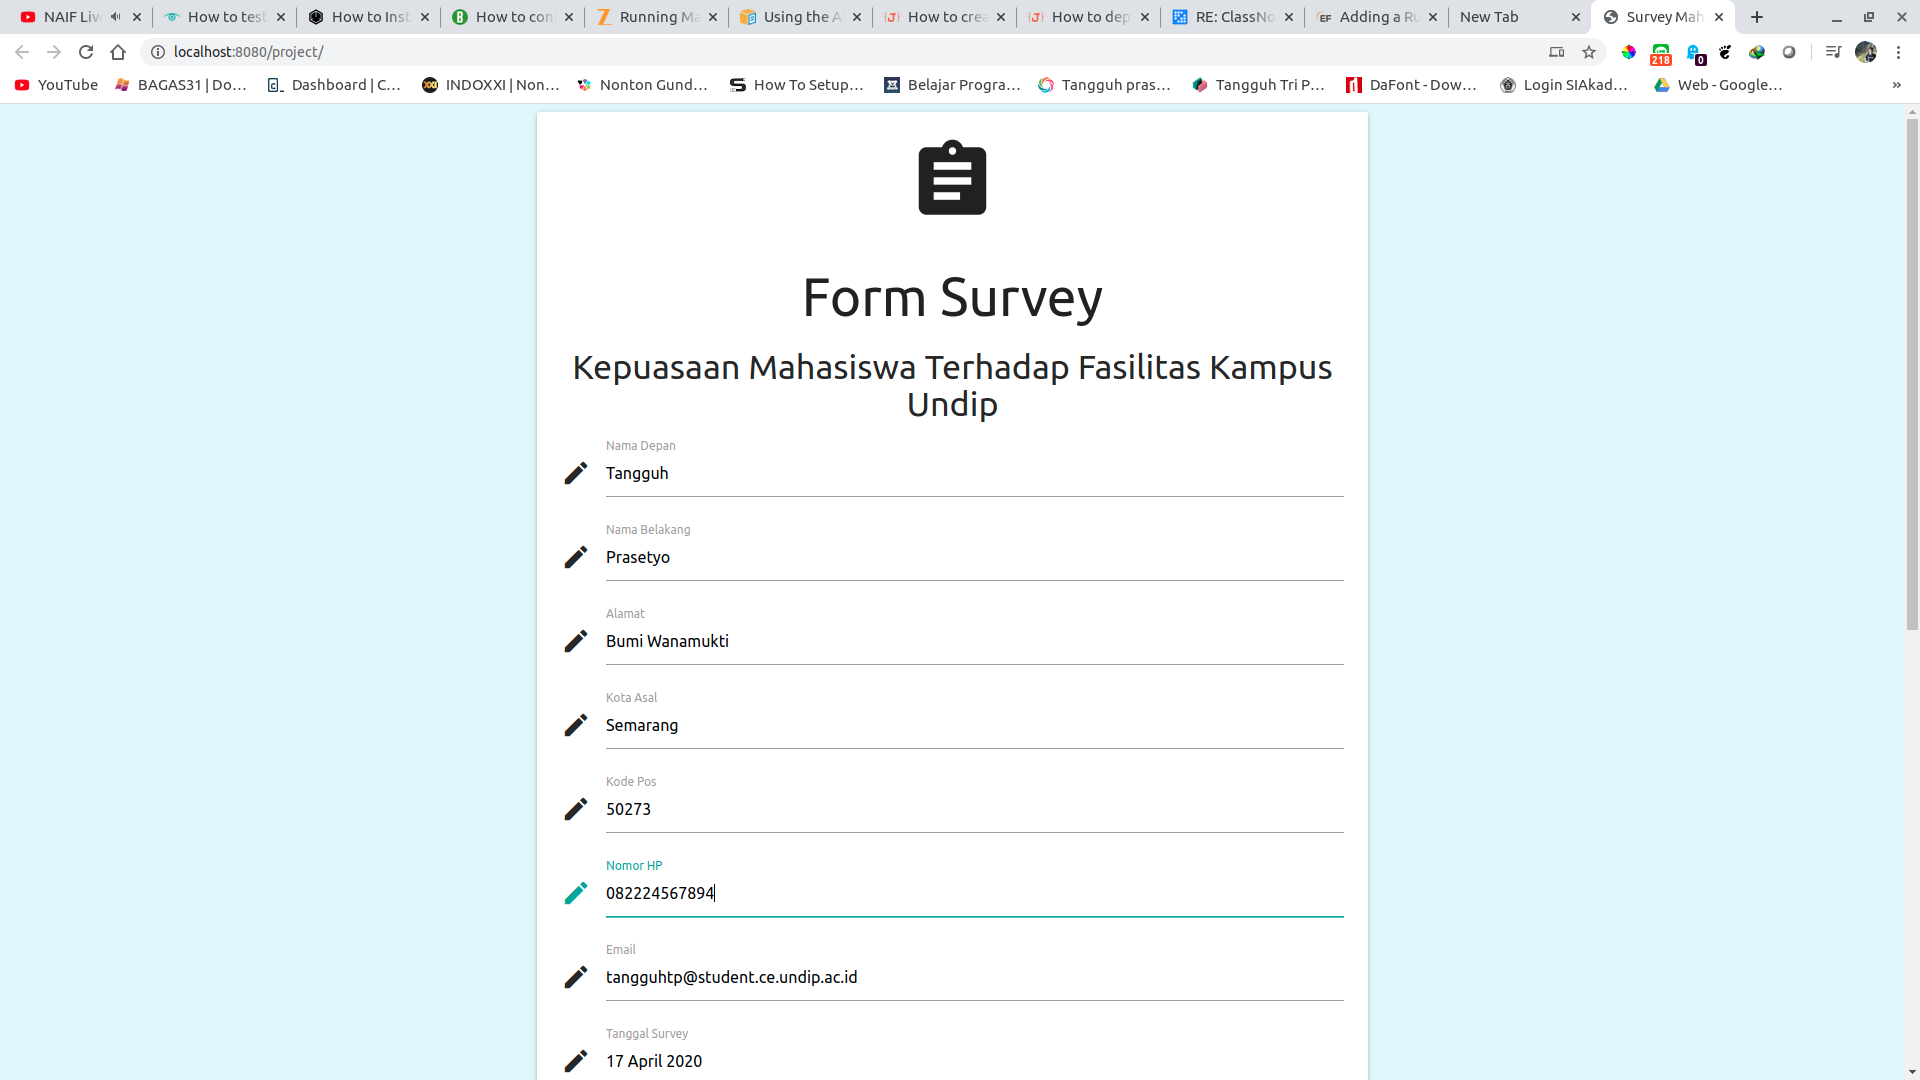 NAIF Liv
How to test
How to Inst
How to con
Running Ma
Using the A
How to crea
How to dep
RE: ClassNo
Adding a Ru
New Tab
Survey Mah
localhost:8080/project/
218
0
YouTube
BAGAS31 | Do...
Dashboard | C...
INDOXXI | Non...
Nonton Gund...
How To Setup...
Belajar Progra...
Tangguh pras...
Tangguh Tri P...
DaFont - Dow...
Login SIAkad...
Web - Google...
»
Form Survey
Kepuasaan Mahasiswa Terhadap Fasilitas Kampus
Undip
Nama Depan
Tangguh
Nama Belakang
Prasetyo
Alamat
Bumi Wanamukti
Kota Asal
Semarang
Kode Pos
50273
Nomor HP
082224567894
Email
tangguhtp@student.ce.undip.ac.id
Tanggal Survey
17 April 2020